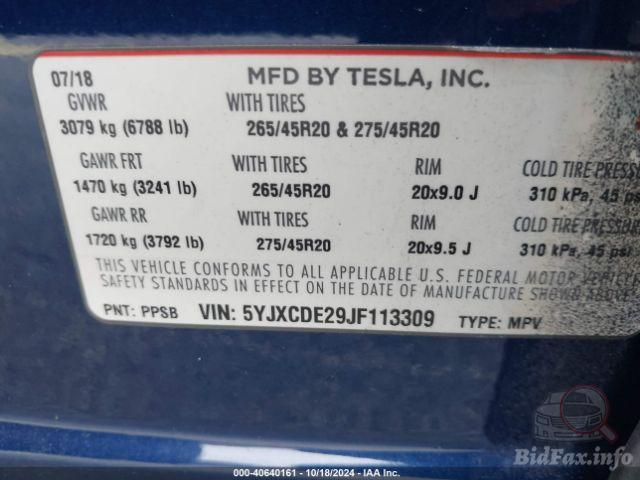 07/18 MFD BY TESLA, INC.
GVWR WITH TIRES
3079 kg (6788 lb) 265/45R20 & 275/45R20
GAWR FRT WITH TIRES RIM COLD TIRE
1470 kg (3241 lb) 265/45R20 20x9.0 J 310 kPa, 45
GAWR RR WITH TIRES RIM COLD TIRE
1720 kg (3792 lb) 275/45R20 20x9.5 J 310 kPa, 45
THIS VEHICLE CONFORMS TO ALL APPLICABLE U.S. FEDERAL MOTOR VEHICLE
SAFETY STANDARDS IN EFFECT ON THE DATE OF MANUFACTURE SHOWN ABOVE
PNT: PPSB VIN: 5YJXCDE29JF113309 TYPE: MPV
BidFax.info
000-40640161 - 10/18/2024 - IAA Inc.